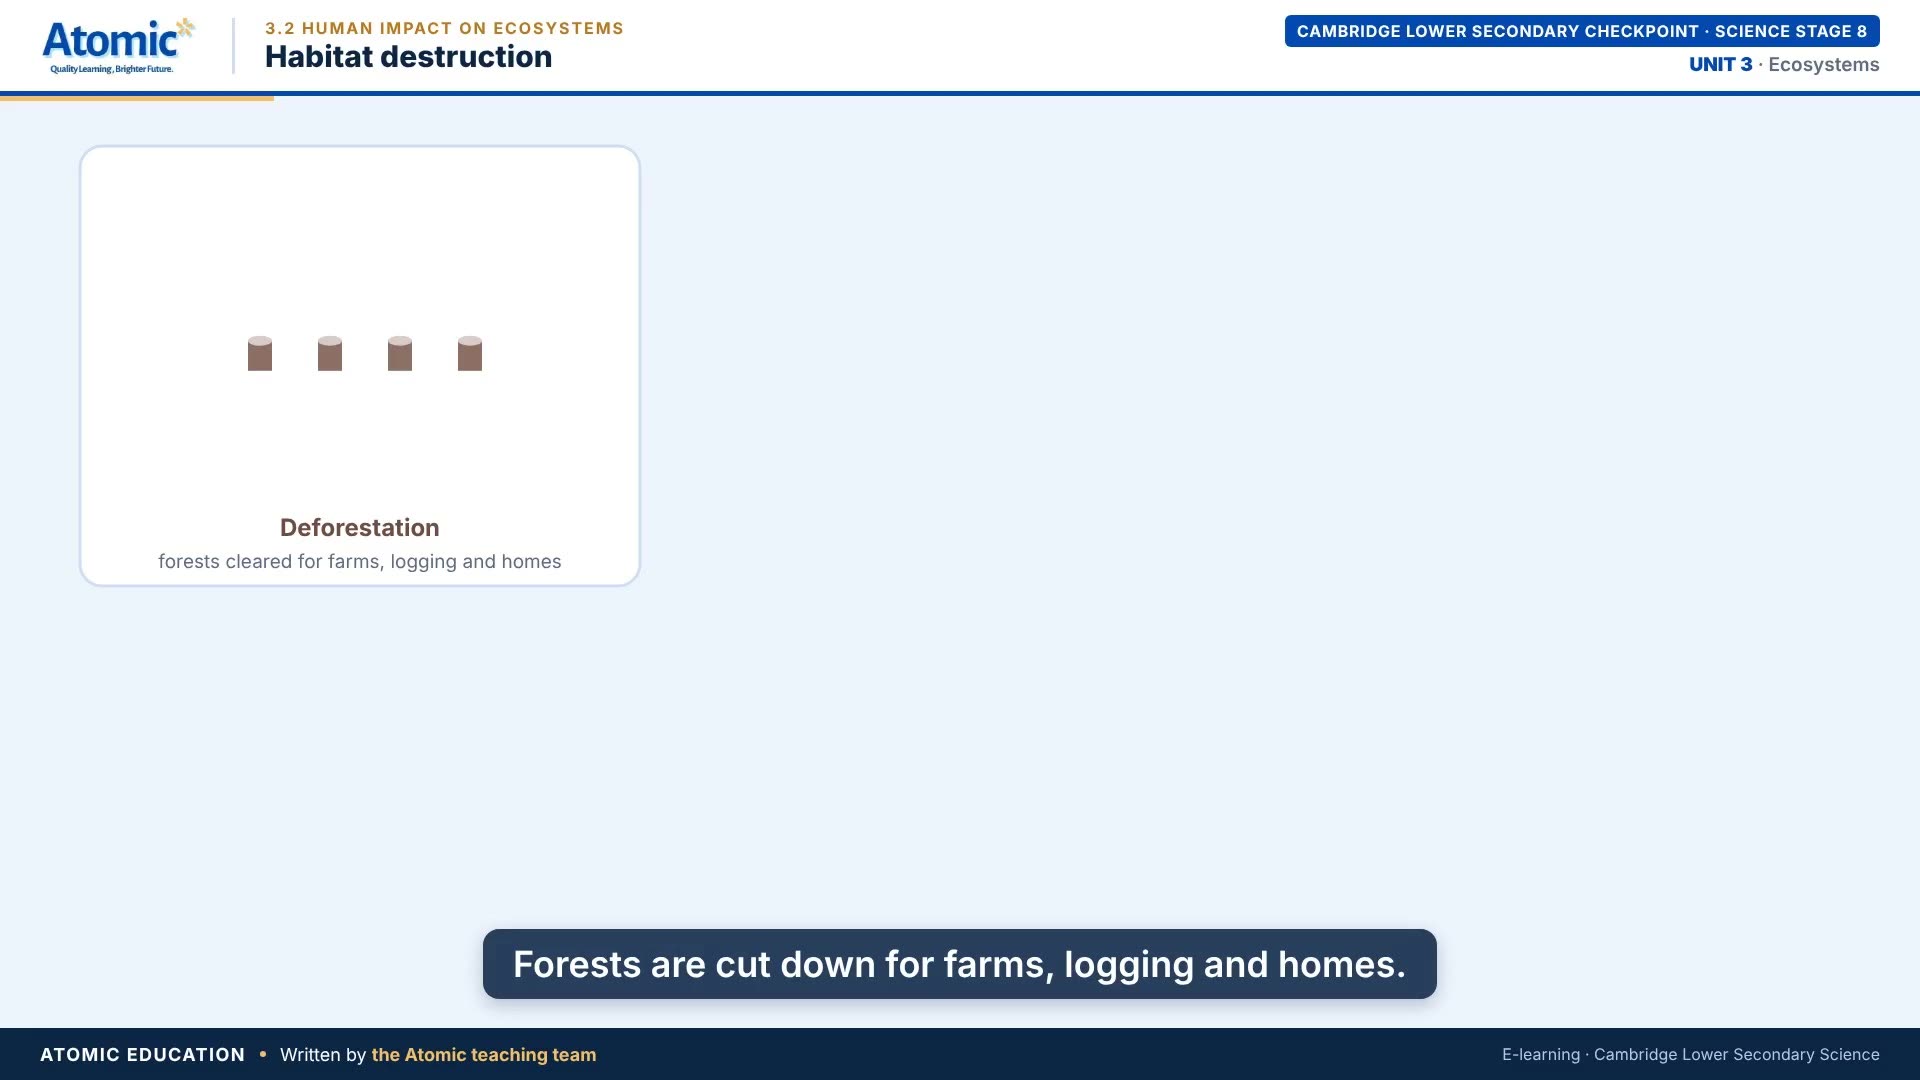 Atomic
Quality Learning, Brighter Future.
3.2 HUMAN IMPACT ON ECOSYSTEMS
Habitat destruction
CAMBRIDGE LOWER SECONDARY CHECKPOINT · SCIENCE STAGE 8
UNIT 3 · Ecosystems
Deforestation
forests cleared for farms, logging and homes
Forests are cut down for farms, logging and homes.
ATOMIC EDUCATION • Written by the Atomic teaching team
E-learning · Cambridge Lower Secondary Science